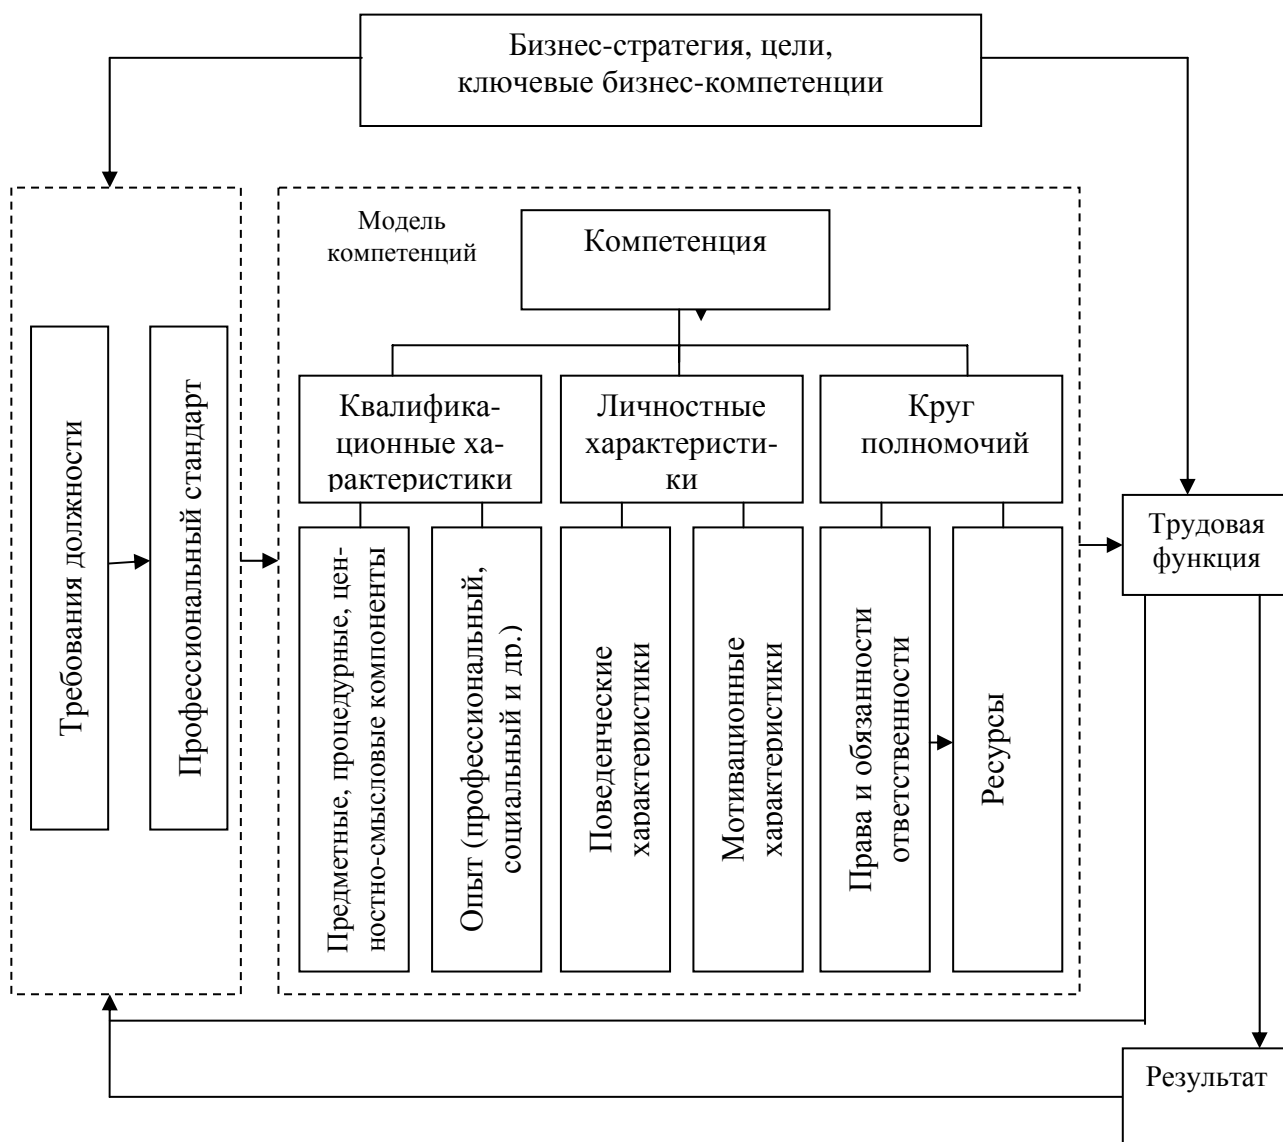 Бизнес-стратегия, цели,
ключевые бизнес-компетенции
Модель
компетенций
Компетенция
Требования должности
Профессиональный стандарт
Квалифика-
ционные ха-
рактеристики
Личностные
характеристи-
ки
Круг
полномочий
Предметные, процедурные, цен-
ностно-смысловые компоненты
Опыт (профессиональный,
социальный и др.)
Поведенческие
характеристики
Мотивационные
характеристики
Права и обязанности
ответственности
Ресурсы
Трудовая
функция
Результат